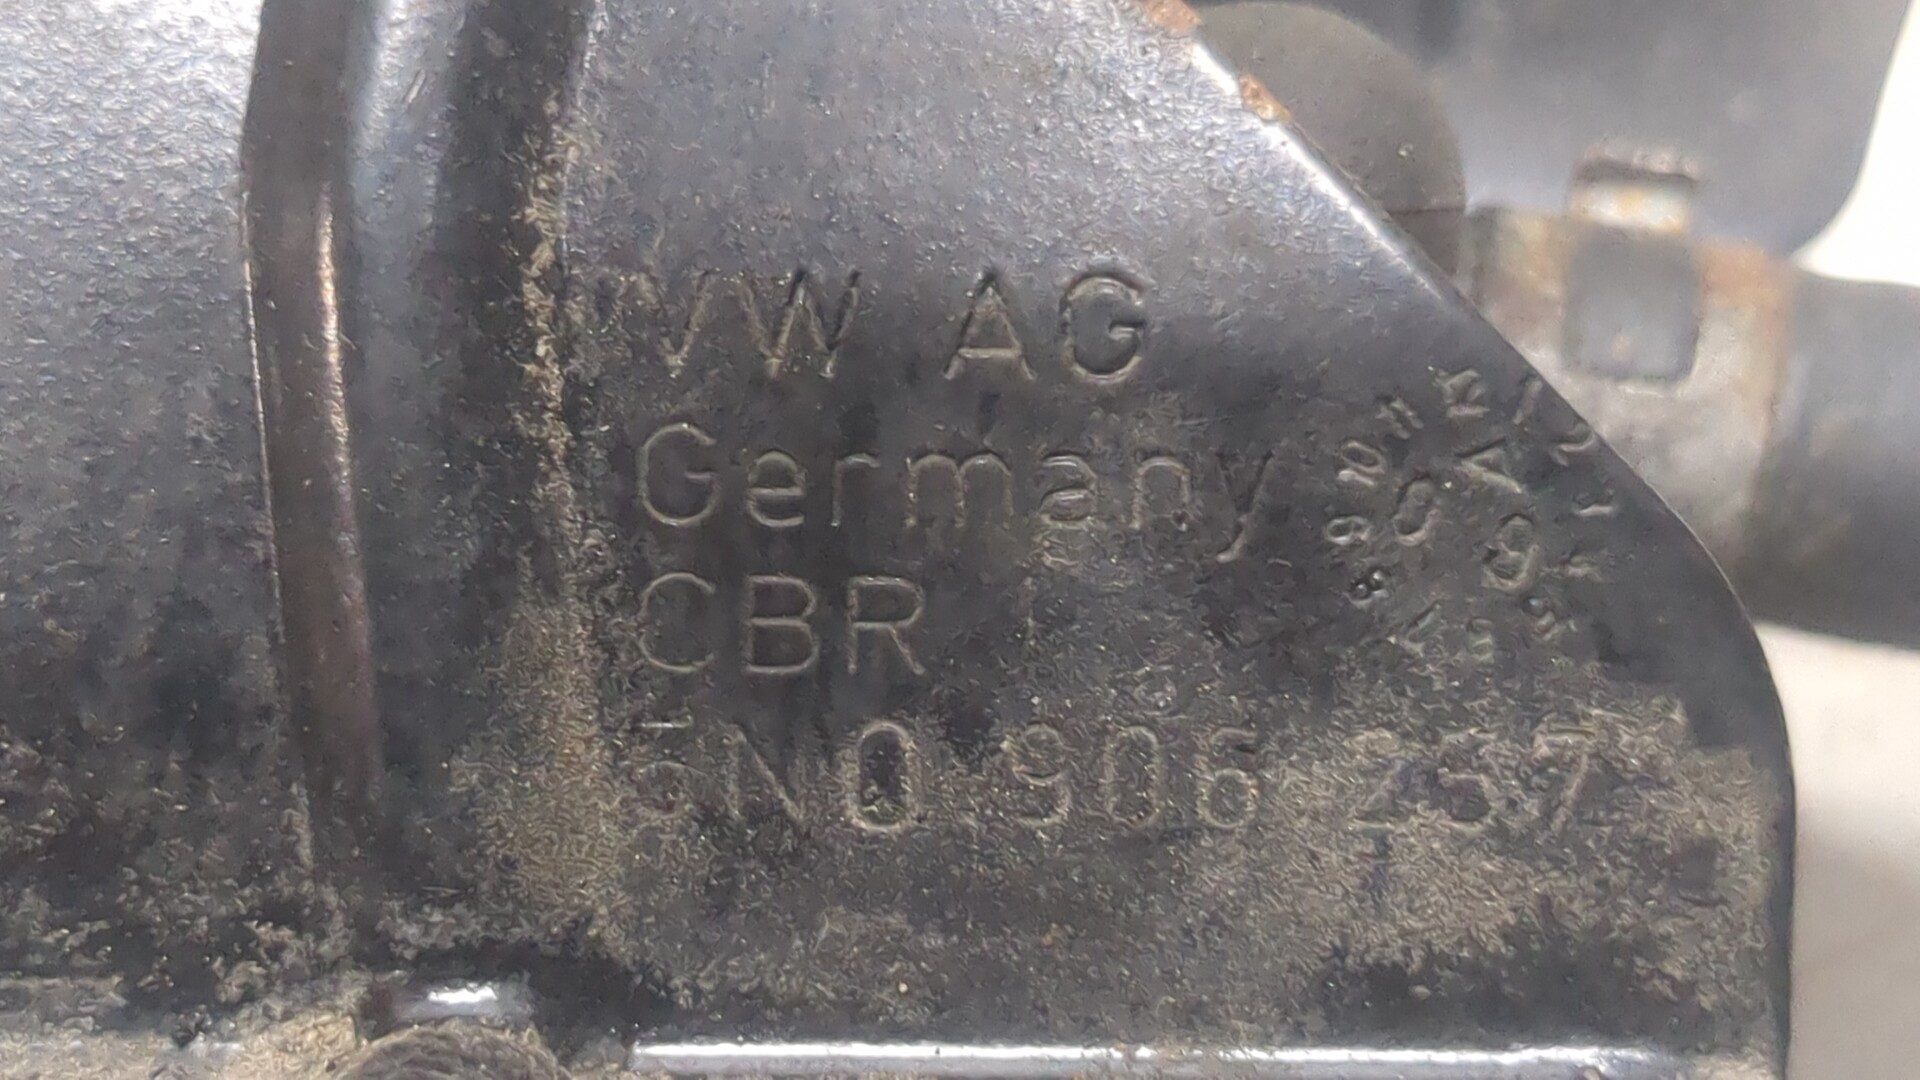 VW AG
Germany
CBR
5N0 906 257